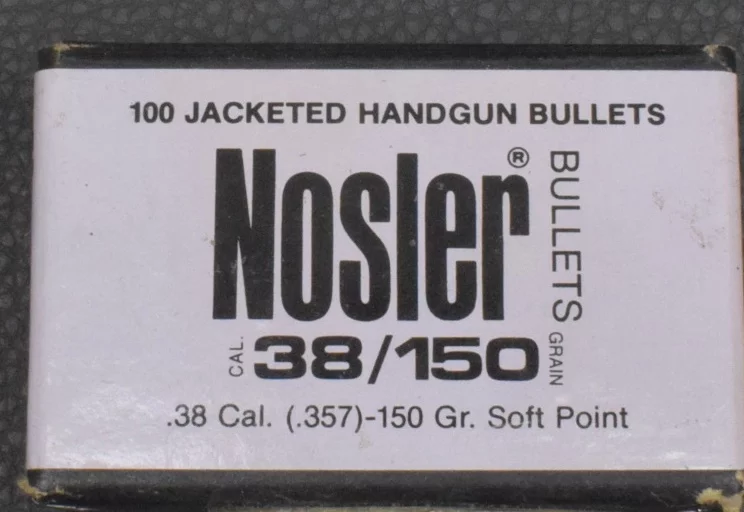 100 JACKETED HANDGUN BULLETS
Nosler®
BULLETS
CAL. 38/150 GRAIN
.38 Cal. (.357)-150 Gr. Soft Point